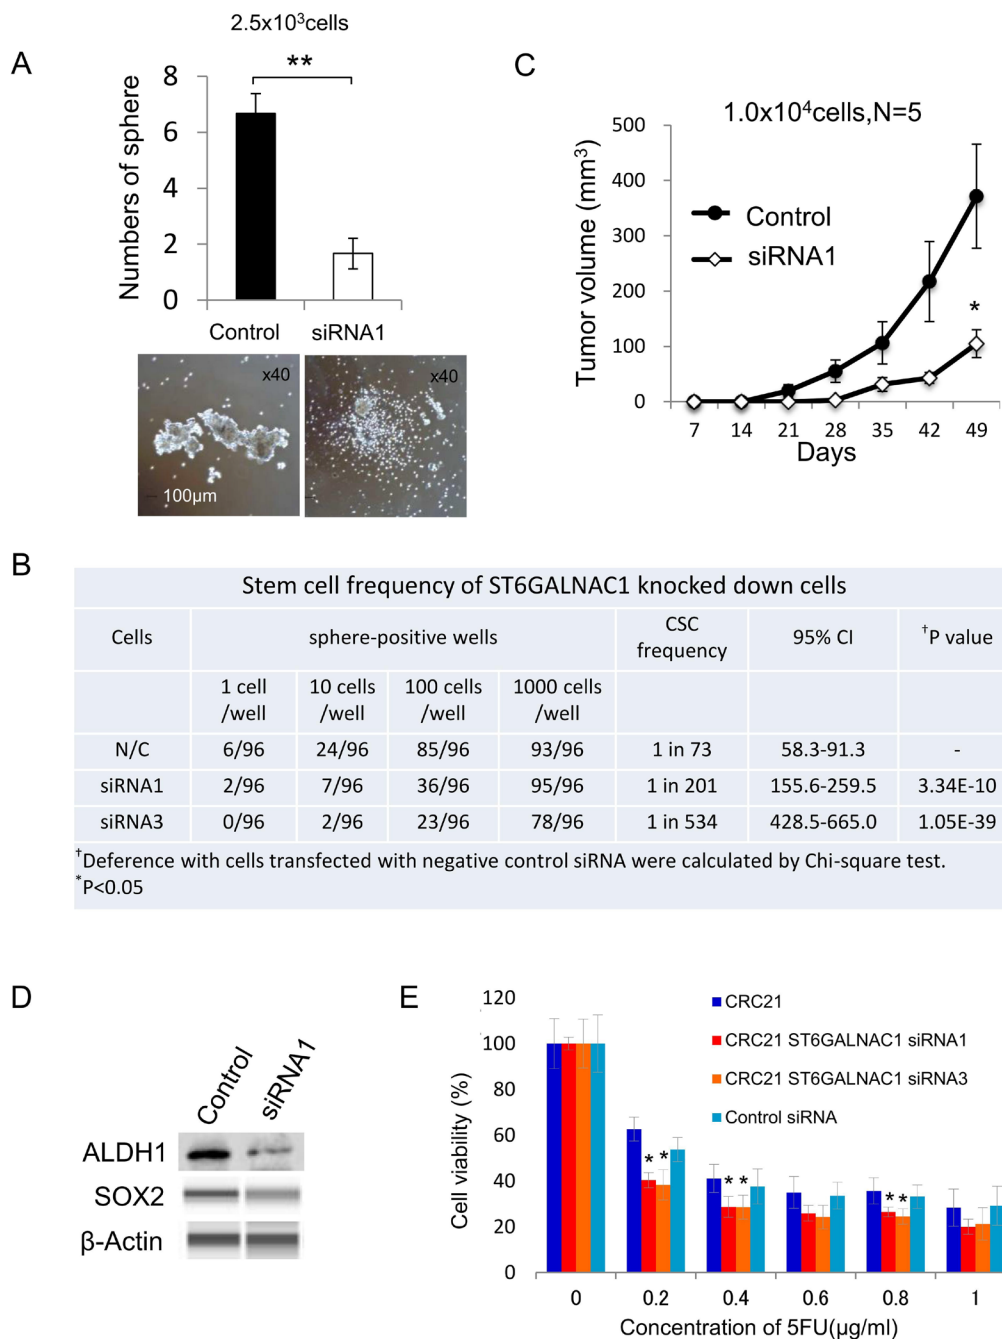 A
2.5x10³cells
**
Numbers of sphere
8
6
4
2
0
Control
siRNA1
x40
100μm
x40
C
1.0x10⁴cells,N=5
Tumor volume (mm³)
500
400
300
200
100
0
Control
siRNA1
*
7 14 21 28 35 42 49
Days
B
Stem cell frequency of ST6GALNAC1 knocked down cells
Cells sphere-positive wells CSC frequency 95% CI †P value
1 cell /well 10 cells /well 100 cells /well 1000 cells /well
N/C 6/96 24/96 85/96 93/96 1 in 73 58.3-91.3 -
siRNA1 2/96 7/96 36/96 95/96 1 in 201 155.6-259.5 3.34E-10
siRNA3 0/96 2/96 23/96 78/96 1 in 534 428.5-665.0 1.05E-39
†Deference with cells transfected with negative control siRNA were calculated by Chi-square test.
*P<0.05
D
Control
siRNA1
ALDH1
SOX2
β-Actin
E
Cell viability (%)
120
100
80
60
40
20
0
CRC21
CRC21 ST6GALNAC1 siRNA1
CRC21 ST6GALNAC1 siRNA3
Control siRNA
* *
* *
* *
0 0.2 0.4 0.6 0.8 1
Concentration of 5FU(μg/ml)